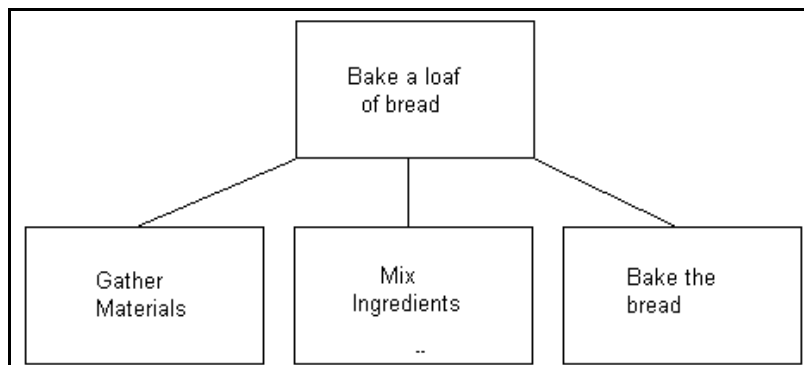 Bake a loaf
of bread
Gather
Materials
Mix
Ingredients
--
Bake the
bread